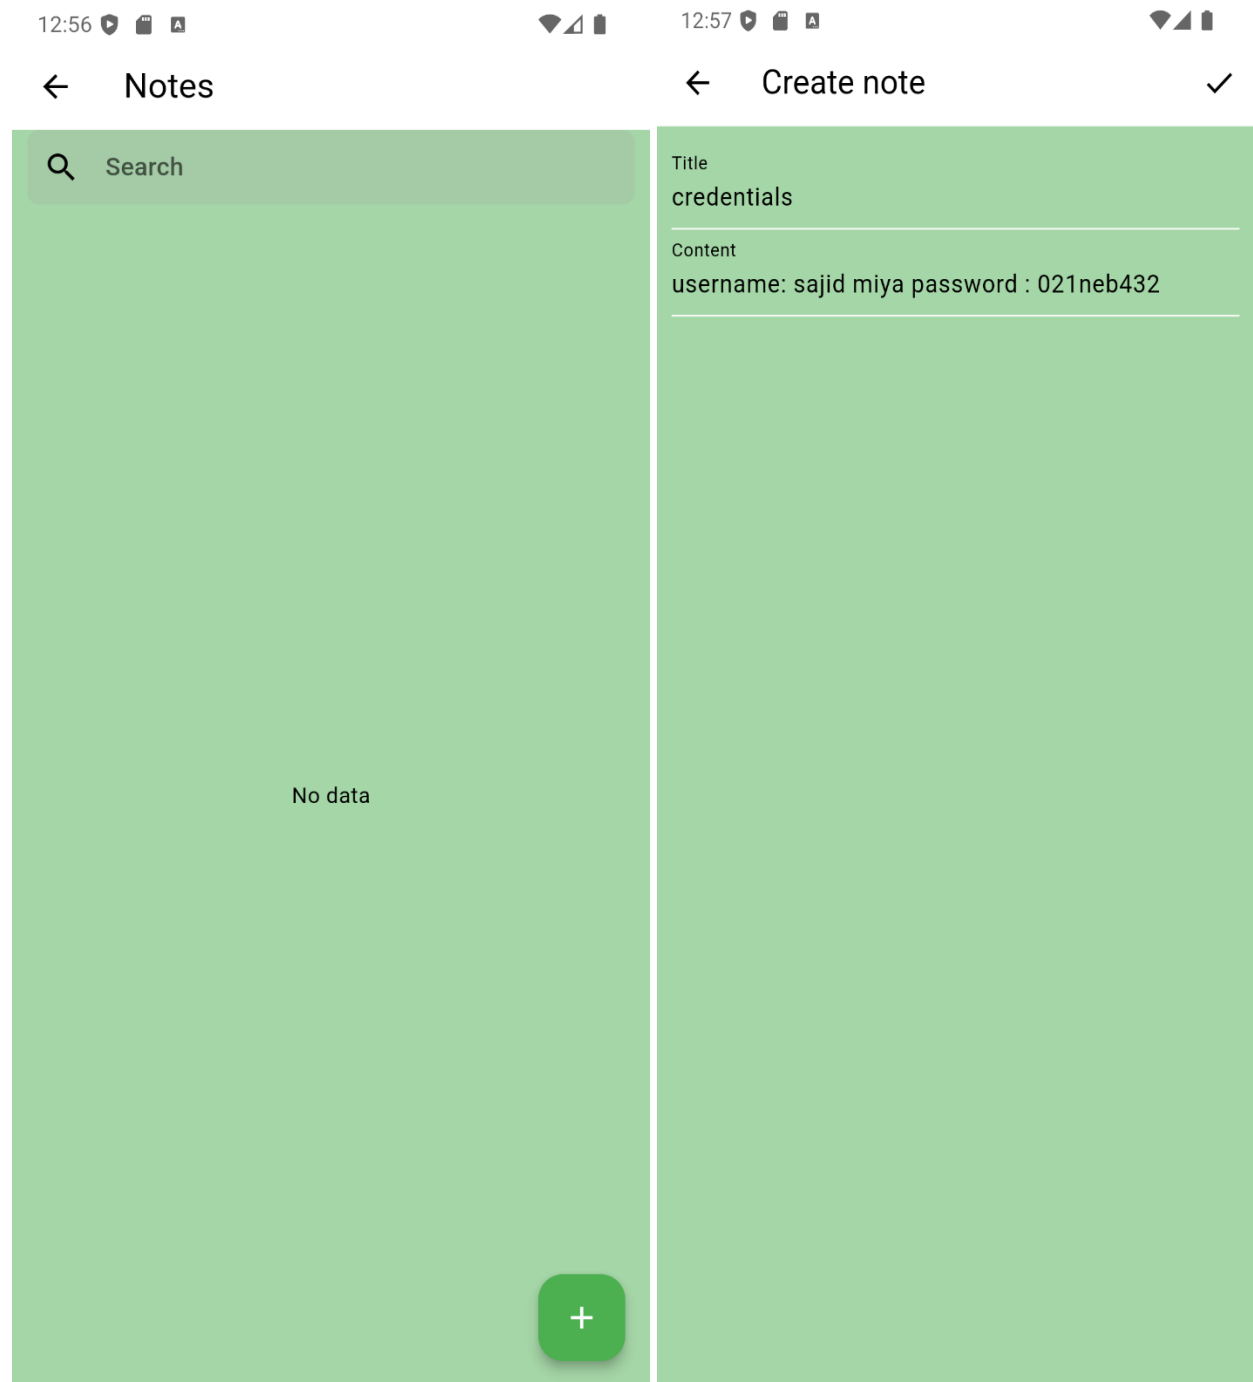 12:56
Notes
Search
No data
12:57
Create note
Title
credentials
Content
username: sajid miya password : 021neb432